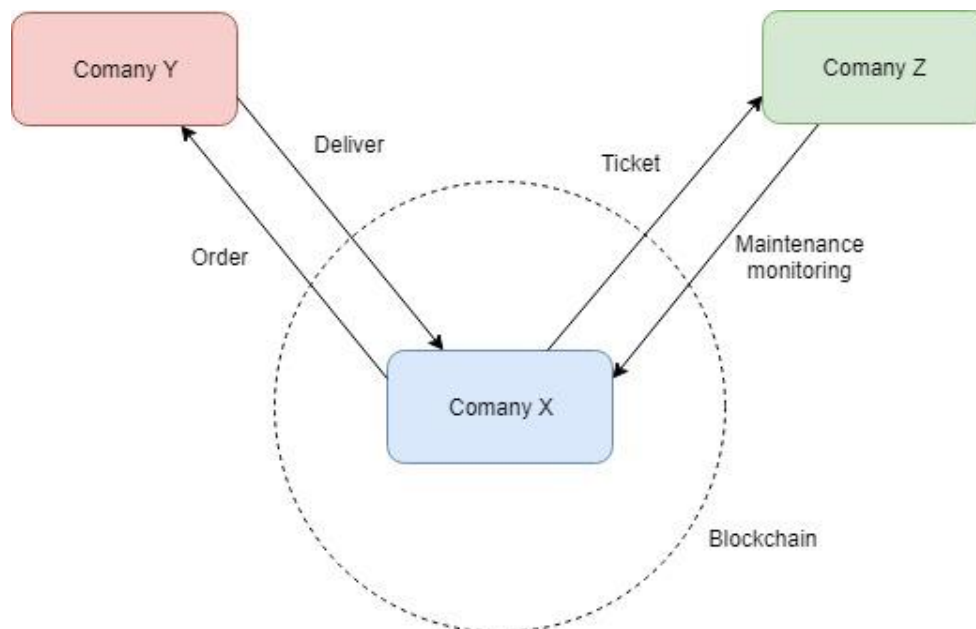 Comany Y
Comany Z
Deliver
Ticket
Order
Maintenance
monitoring
Comany X
Blockchain